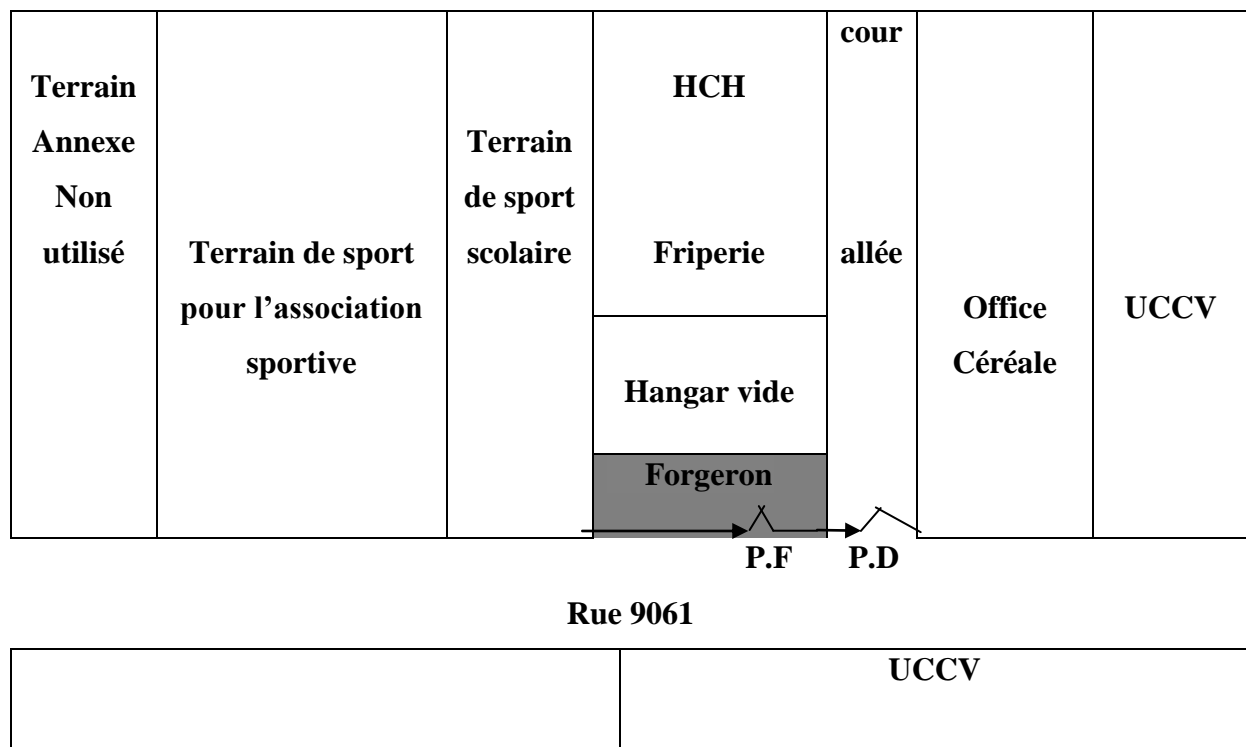 Terrain
Annexe
Non
utilisé
Terrain de sport
pour l’association
sportive
Terrain
de sport
scolaire
HCH
Friperie
Hangar vide
Forgeron
cour
allée
Office
Céréale
UCCV
P.F
P.D
Rue 9061
UCCV